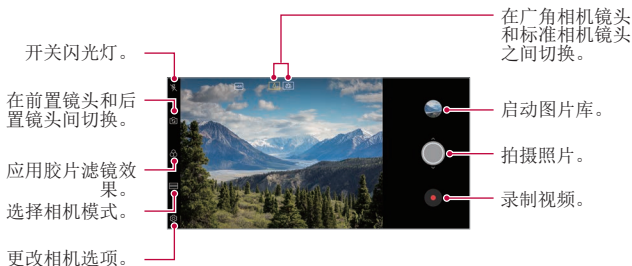 在广角相机镜头
和标准相机镜头
之间切换。
开关闪光灯。
在前置镜头和后
置镜头间切换。
应用胶片滤镜效
果。
选择相机模式。
更改相机选项。
启动图片库。
拍摄照片。
录制视频。